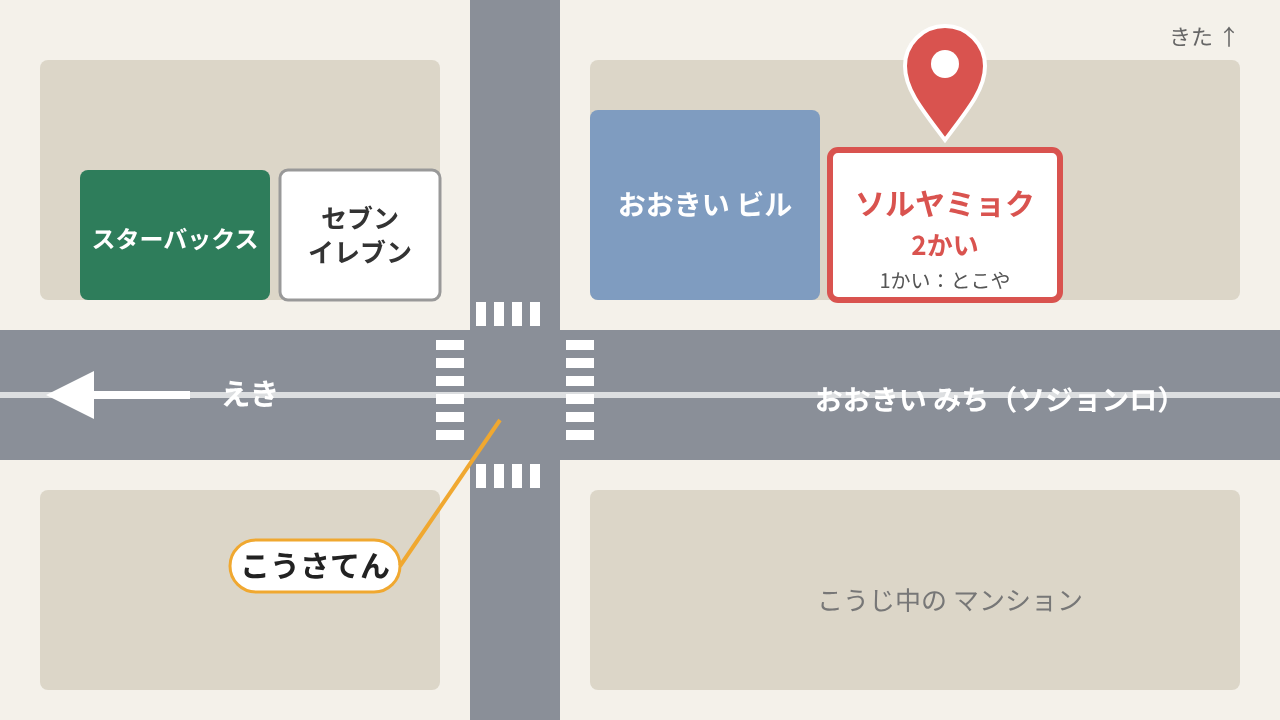 きた ↑
スターバックス
セブン
イレブン
おおきい ビル
ソルヤミョク
2かい
1かい：とこや
えき
おおきい みち（ソジョンロ）
こうさてん
こうじ中の マンション